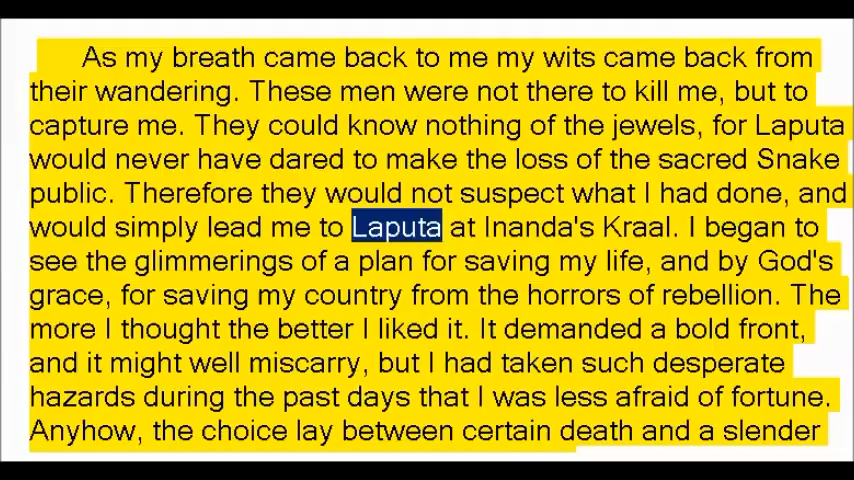 As my breath came back to me my wits came back from
their wandering. These men were not there to kill me, but to
capture me. They could know nothing of the jewels, for Laputa
would never have dared to make the loss of the sacred Snake
public. Therefore they would not suspect what I had done, and
would simply lead me to Laputa at Inanda's Kraal. I began to
see the glimmerings of a plan for saving my life, and by God's
grace, for saving my country from the horrors of rebellion. The
more I thought the better I liked it. It demanded a bold front,
and it might well miscarry, but I had taken such desperate
hazards during the past days that I was less afraid of fortune.
Anyhow, the choice lay between certain death and a slender